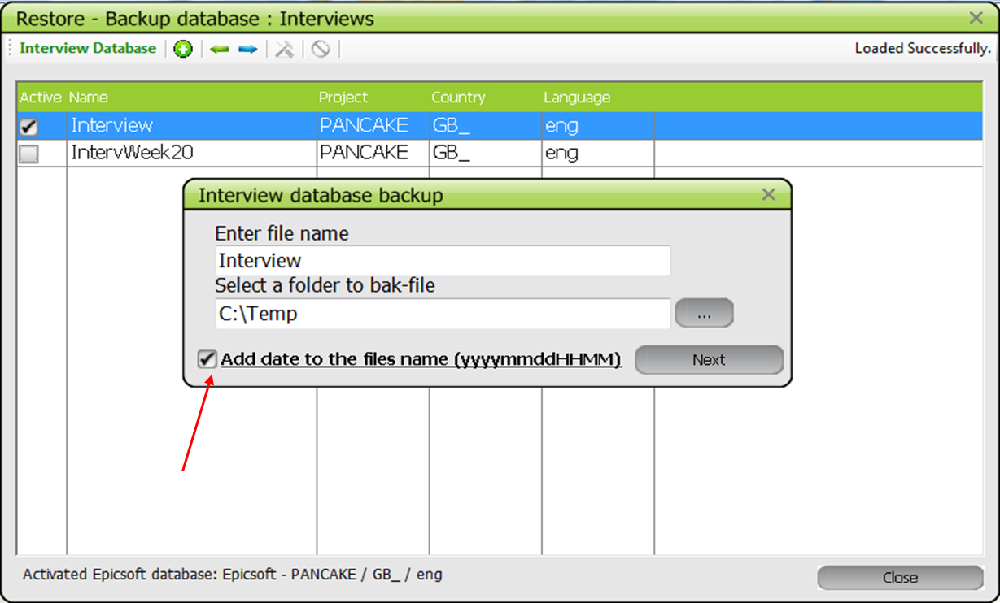 Restore - Backup database : Interviews
Interview Database
Loaded Successfully.
Active Name Project Country Language
Interview PANCAKE GB_ eng
IntervWeek20 PANCAKE GB_ eng
Interview database backup
Enter file name
Interview
Select a folder to bak-file
C:\Temp
...
Add date to the files name (yyyymmddHHMM)
Next
Activated Epicsoft database: Epicsoft - PANCAKE / GB_ / eng
Close